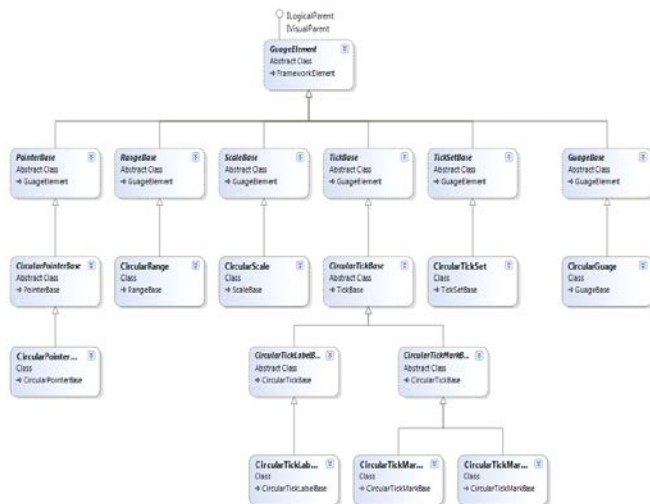 ILogicalParent
IVisualParent
GuageElement
Abstract Class
FrameworkElement
PointerBase
Abstract Class
GuageElement
RangeBase
Abstract Class
GuageElement
ScaleBase
Abstract Class
GuageElement
TickBase
Abstract Class
GuageElement
TickSetBase
Abstract Class
GuageElement
GuageBase
Abstract Class
GuageElement
CircularPointerBase
Abstract Class
PointerBase
CircularRange
Class
RangeBase
CircularScale
Class
ScaleBase
CircularTickBase
Abstract Class
TickBase
CircularTickSet
Class
TickSetBase
CircularGuage
Class
GuageBase
CircularPointer...
Class
CircularPointerBase
CircularTickLabelB...
Abstract Class
CircularTickBase
CircularTickMarkB...
Abstract Class
CircularTickBase
CircularTickLab...
Class
CircularTickLabelBase
CircularTickMar...
Class
CircularTickMarkBase
CircularTickMar...
Class
CircularTickMarkBase